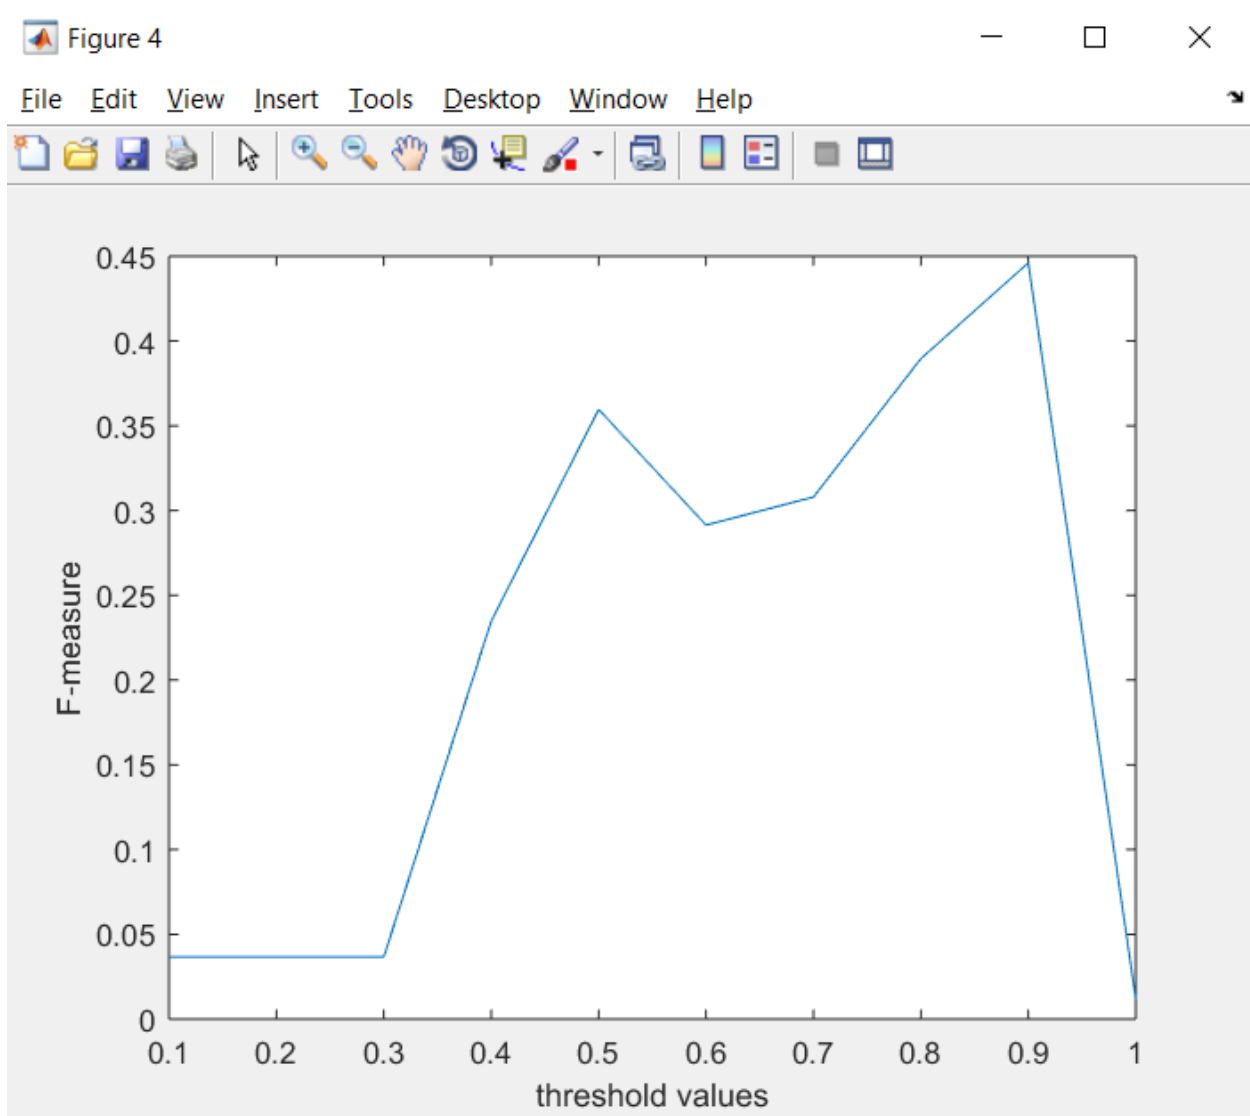 Figure 4
File Edit View Insert Tools Desktop Window Help
0.45
0.4
0.35
0.3
0.25
0.2
0.15
0.1
0.05
0
F-measure
0.1 0.2 0.3 0.4 0.5 0.6 0.7 0.8 0.9 1
threshold values